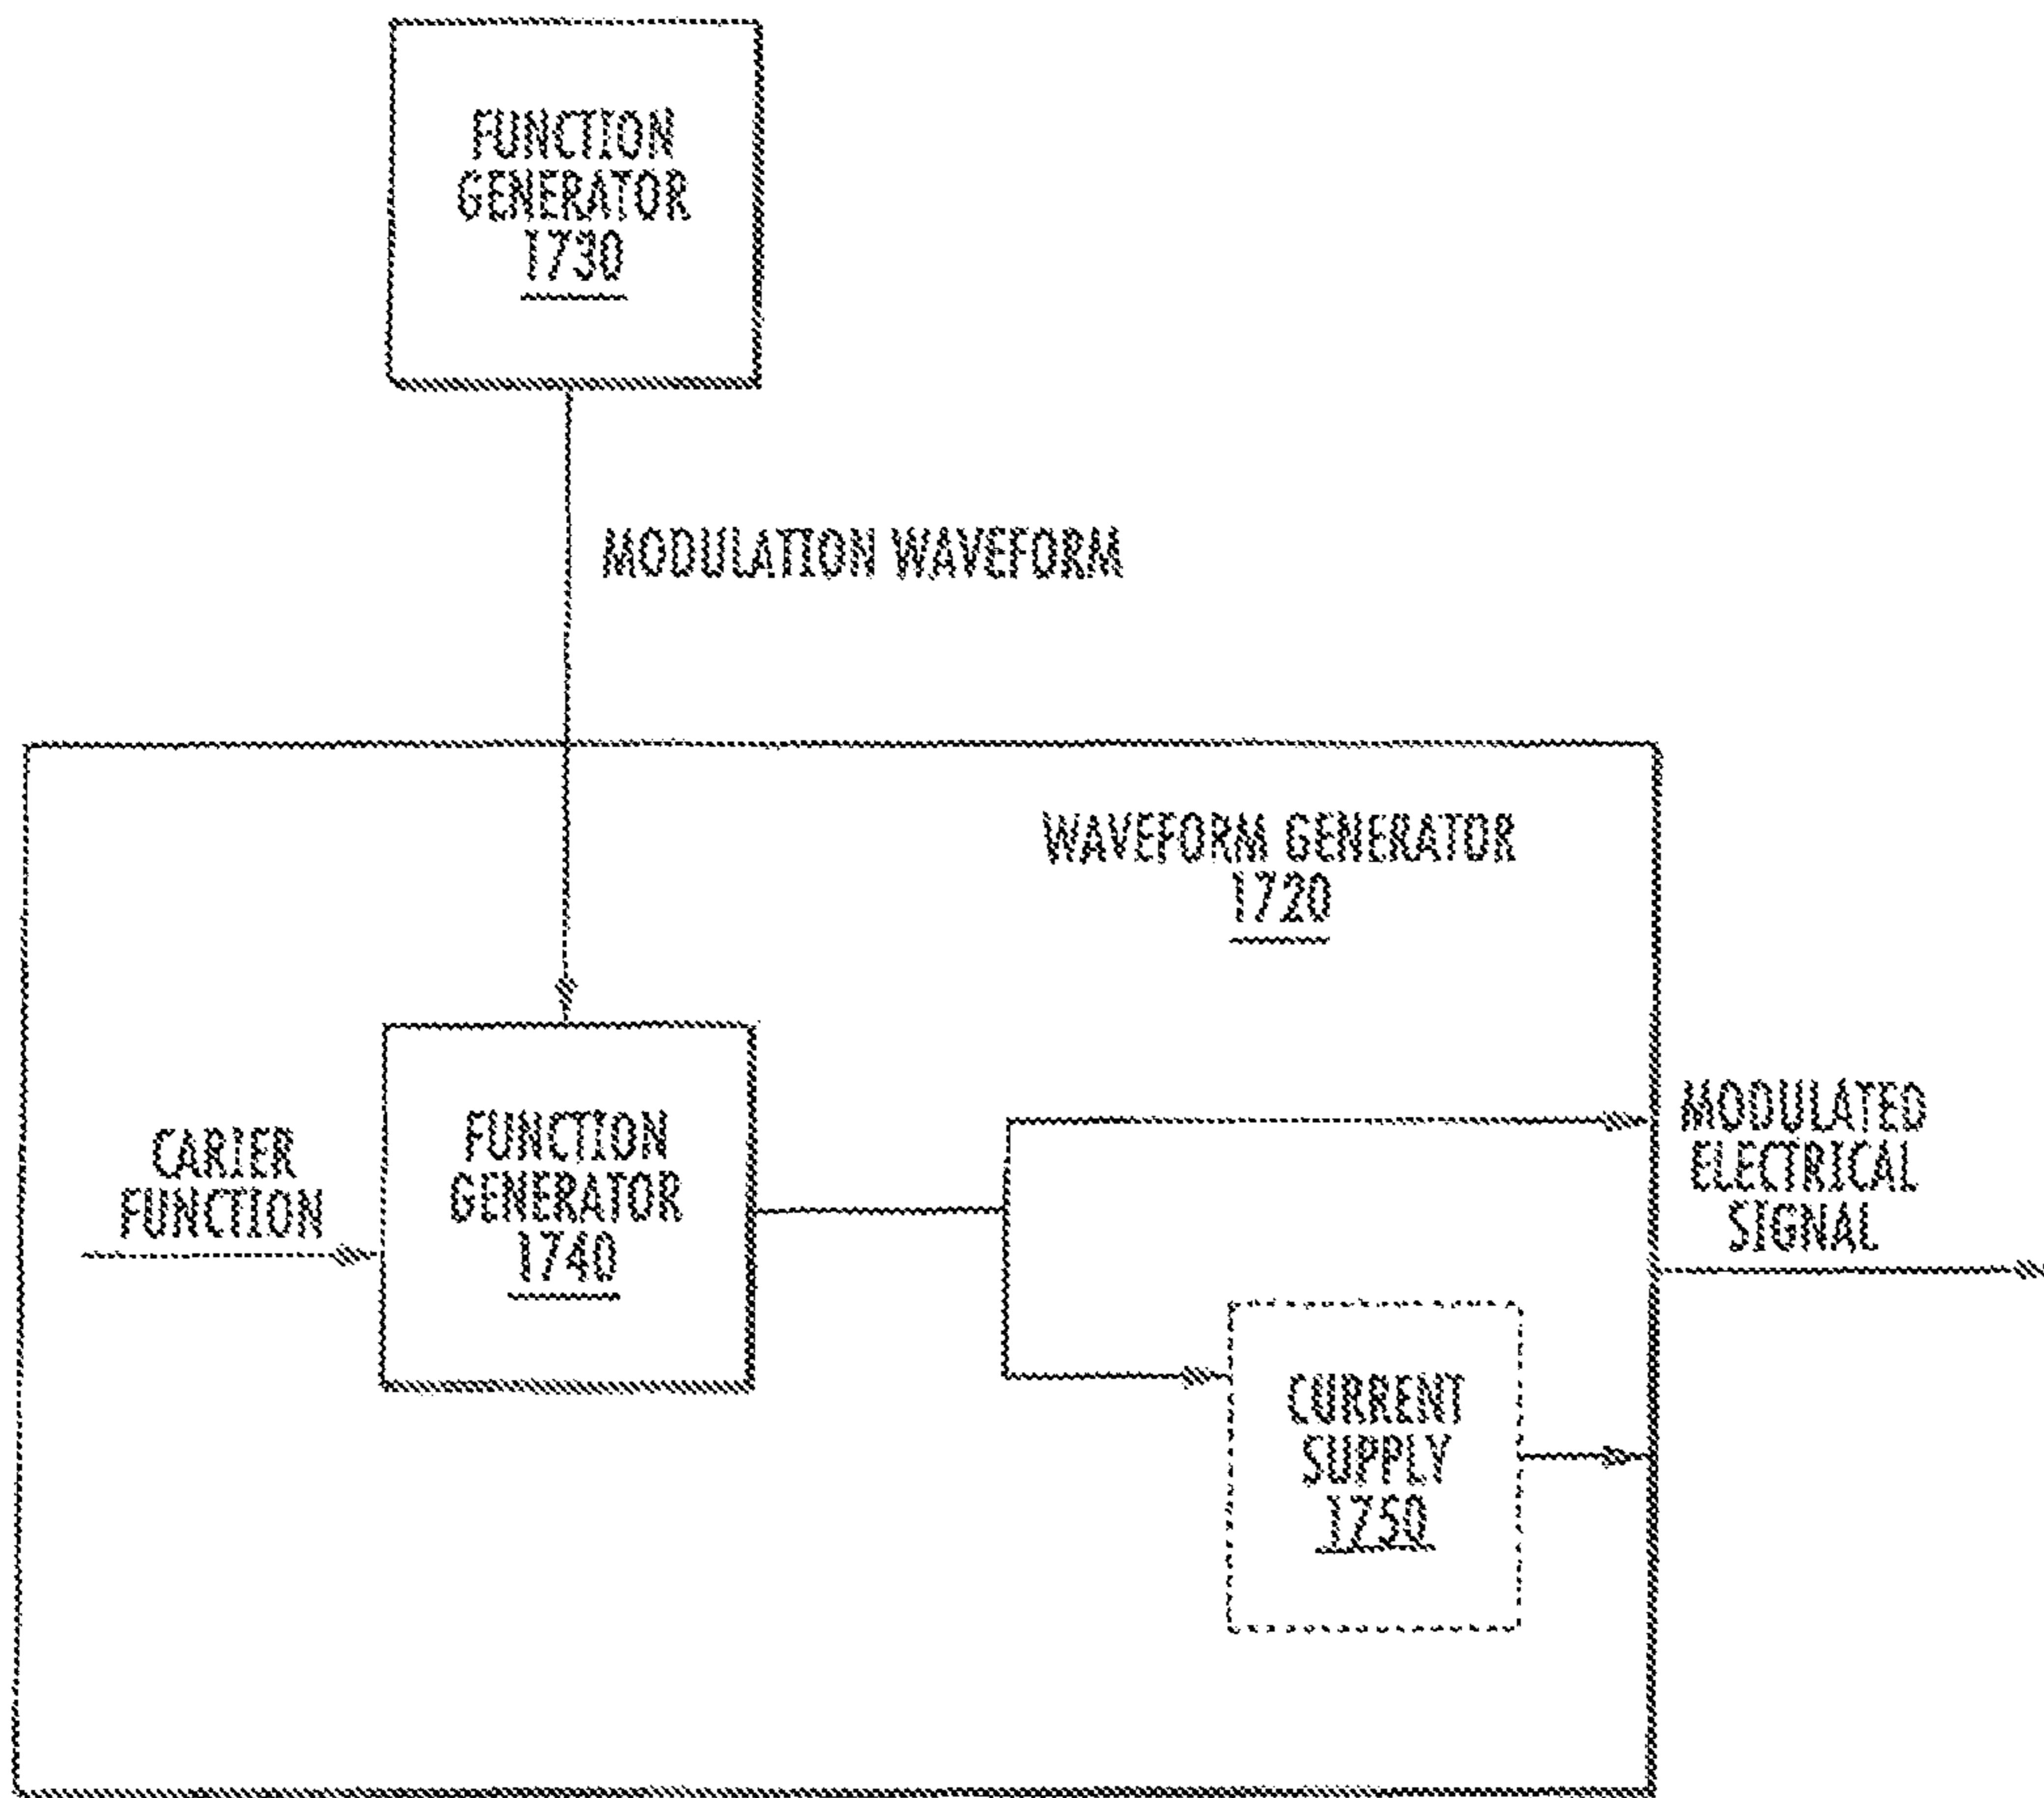 FUNCTION
GENERATOR
1730
MODULATION WAVEFORM
WAVEFORM GENERATOR
1720
CARIER
FUNCTION
FUNCTION
GENERATOR
1740
MODULATED
ELECTRICAL
SIGNAL
CURRENT
SUPPLY
1750